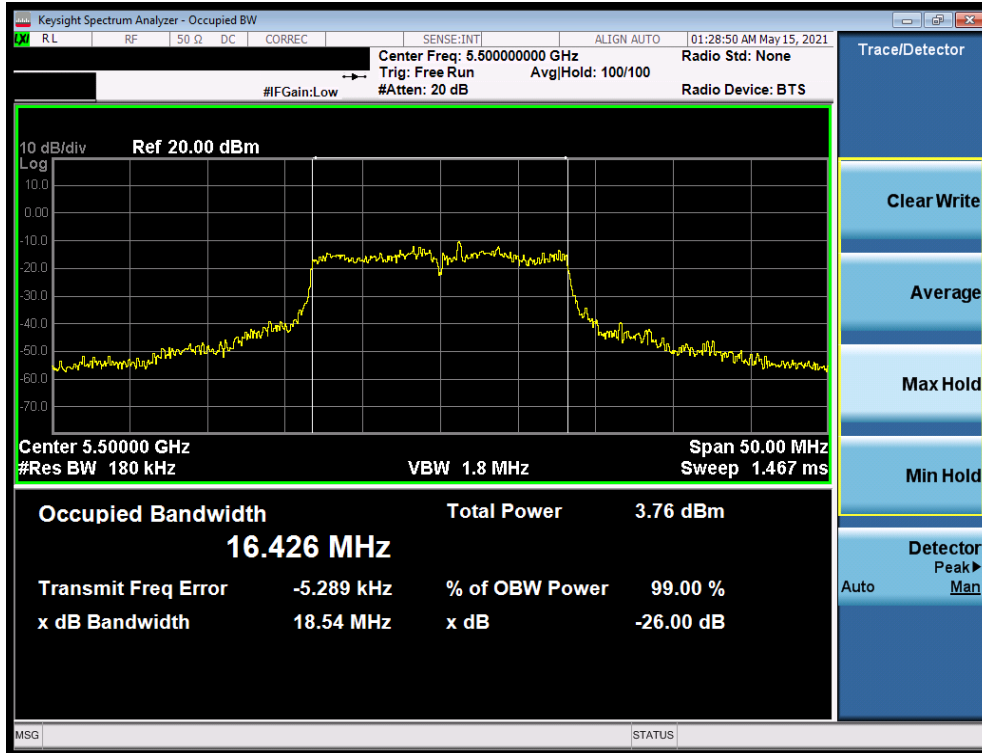 Keysight Spectrum Analyzer - Occupied BW
LXI RL RF 50 Ω DC CORREC SENSE:INT ALIGN AUTO 01:28:50 AM May 15, 2021
Center Freq: 5.500000000 GHz Radio Std: None
Trig: Free Run Avg|Hold: 100/100
#IFGain:Low #Atten: 20 dB Radio Device: BTS
Trace/Detector
10 dB/div Ref 20.00 dBm
Log
10.0
0.00
-10.0
-20.0
-30.0
-40.0
-50.0
-60.0
-70.0
Center 5.50000 GHz Span 50.00 MHz
#Res BW 180 kHz VBW 1.8 MHz Sweep 1.467 ms
Occupied Bandwidth Total Power 3.76 dBm
16.426 MHz
Transmit Freq Error -5.289 kHz % of OBW Power 99.00 %
x dB Bandwidth 18.54 MHz x dB -26.00 dB
Clear Write
Average
Max Hold
Min Hold
Detector
Peak▶
Auto Man
MSG STATUS